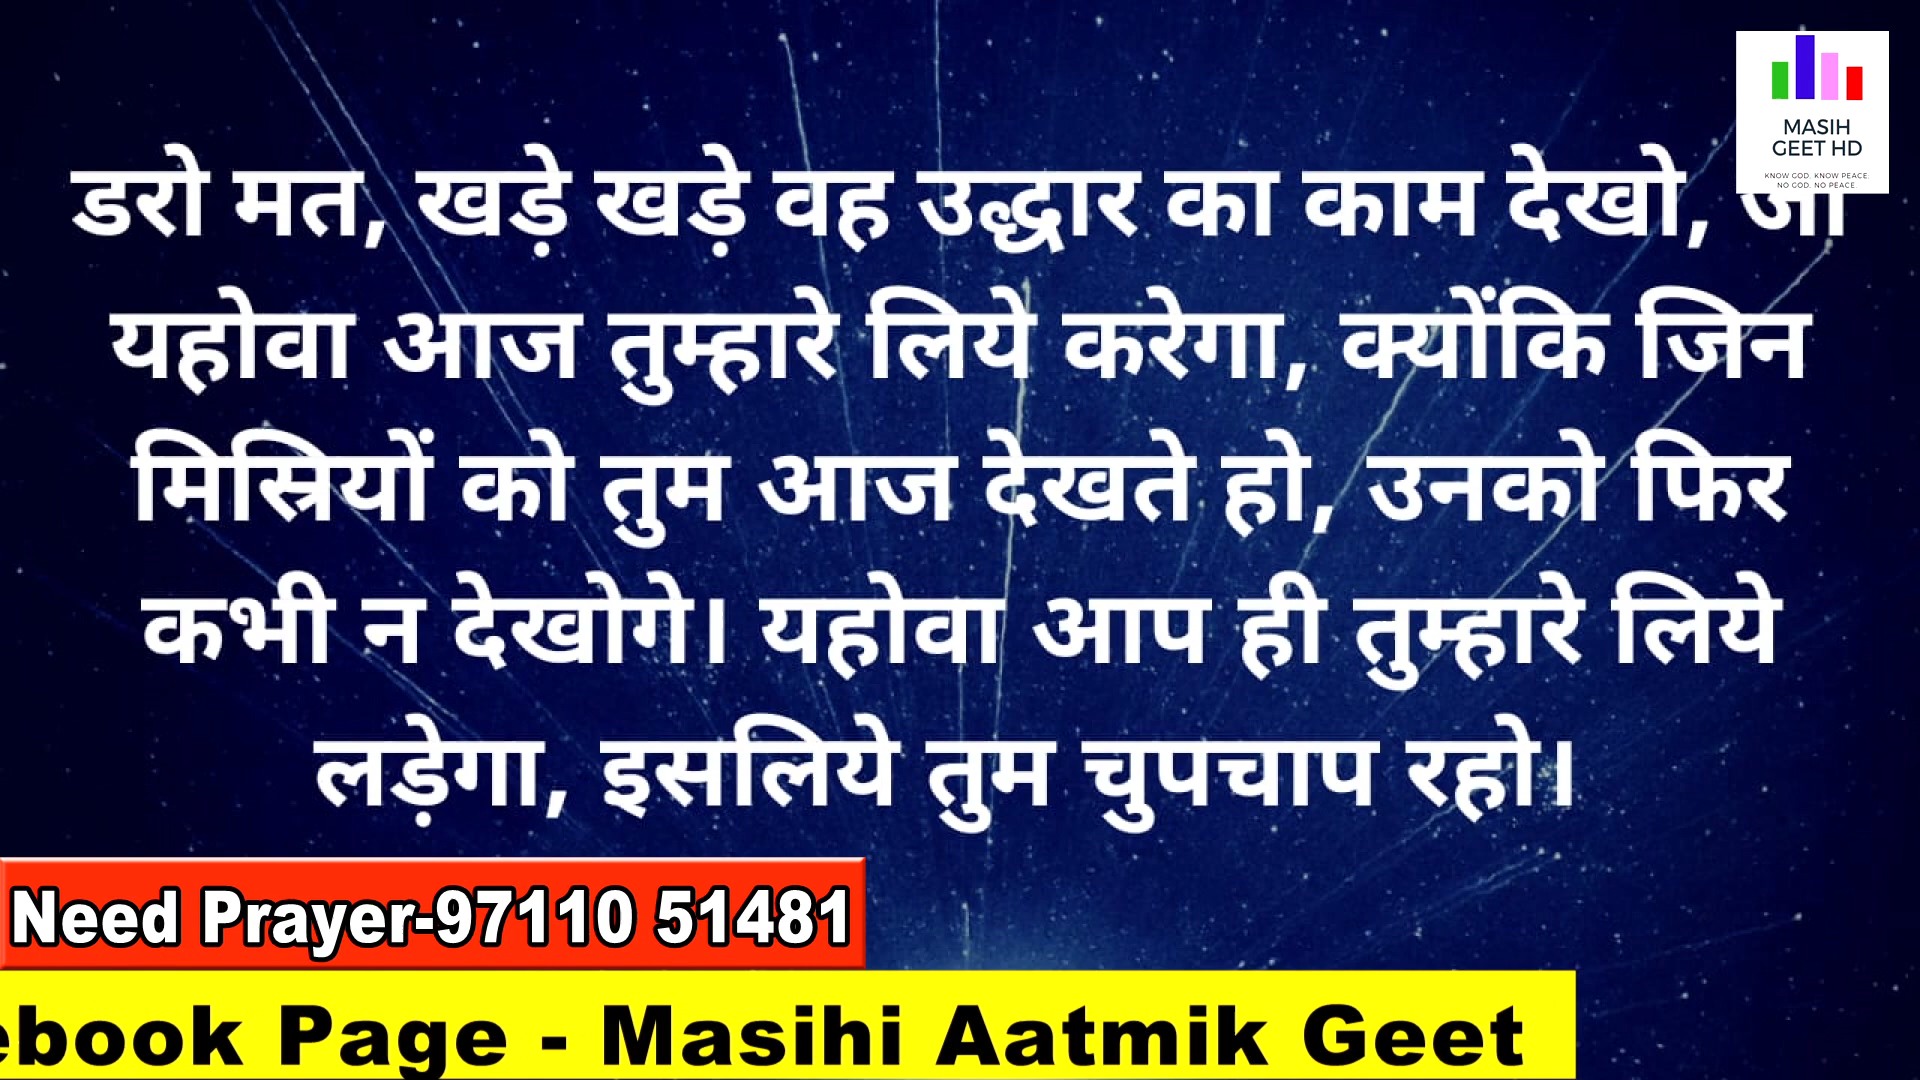 MASIH
GEET HD
KNOW GOD. KNOW PEACE.
NO GOD. NO PEACE.
डरो मत, खड़े खड़े वह उद्धार का काम देखो, जो
यहोवा आज तुम्हारे लिये करेगा, क्योंकि जिन
मिस्रियों को तुम आज देखते हो, उनको फिर
कभी न देखोगे। यहोवा आप ही तुम्हारे लिये
लड़ेगा, इसलिये तुम चुपचाप रहो।
Need Prayer-97110 51481
ebook Page - Masihi Aatmik Geet